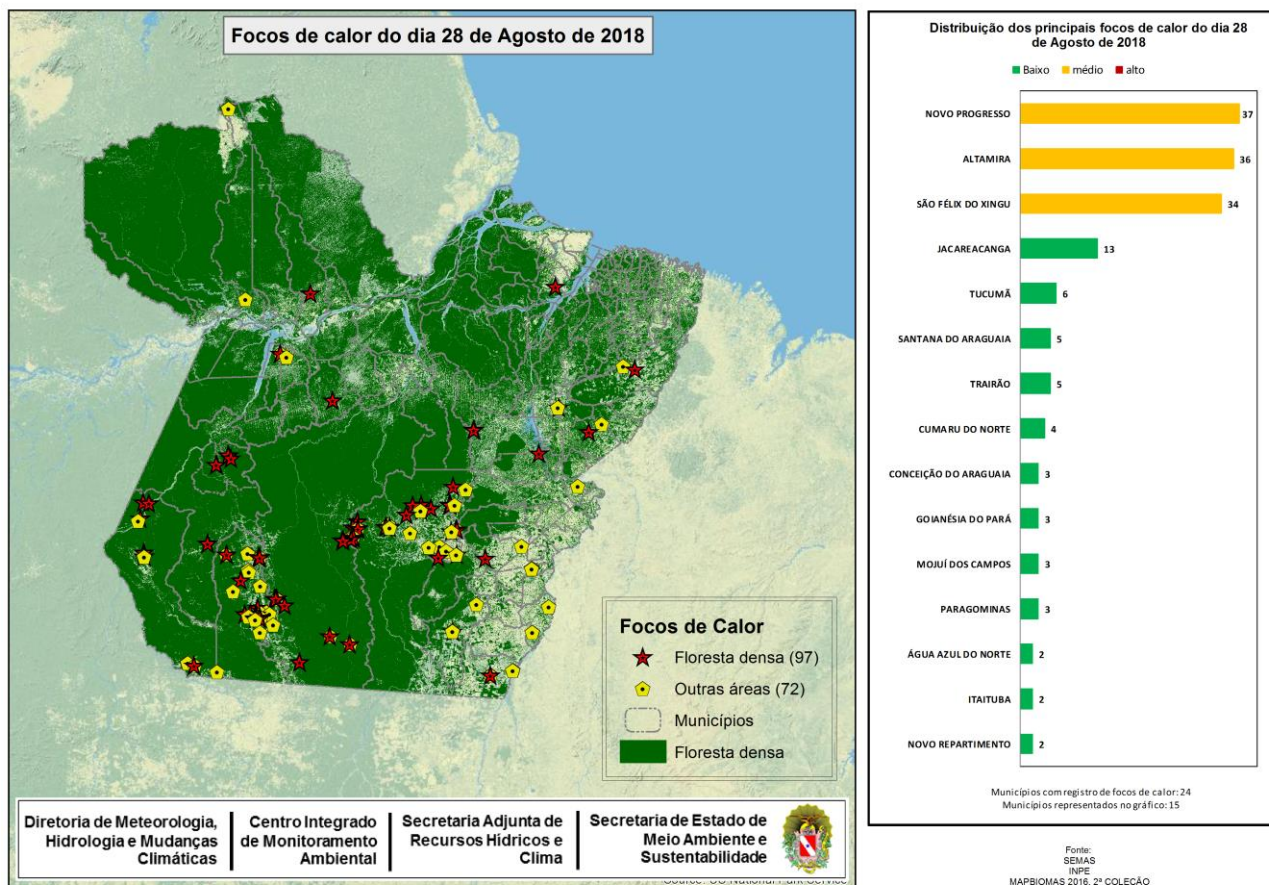 Focos de calor do dia 28 de Agosto de 2018
Focos de Calor
Floresta densa (97)
Outras áreas (72)
Municípios
Floresta densa
Diretoria de Meteorologia,
Hidrologia e Mudanças
Climáticas
Centro Integrado
de Monitoramento
Ambiental
Secretaria Adjunta de
Recursos Hídricos e
Clima
Secretaria de Estado de
Meio Ambiente e
Sustentabilidade
Source: US National Park Service
Distribuição dos principais focos de calor do dia 28
de Agosto de 2018
Baixo médio alto
NOVO PROGRESSO 37
ALTAMIRA 36
SÃO FÉLIX DO XINGU 34
JACAREACANGA 13
TUCUMÃ 6
SANTANA DO ARAGUAIA 5
TRAIRÃO 5
CUMARU DO NORTE 4
CONCEIÇÃO DO ARAGUAIA 3
GOIANÉSIA DO PARÁ 3
MOJUÍ DOS CAMPOS 3
PARAGOMINAS 3
ÁGUA AZUL DO NORTE 2
ITAITUBA 2
NOVO REPARTIMENTO 2
Municípios com registro de focos de calor: 24
Municípios representados no gráfico: 15
Fonte:
SEMAS
INPE
MAPBIOMAS 2016. 2ª COLEÇÃO